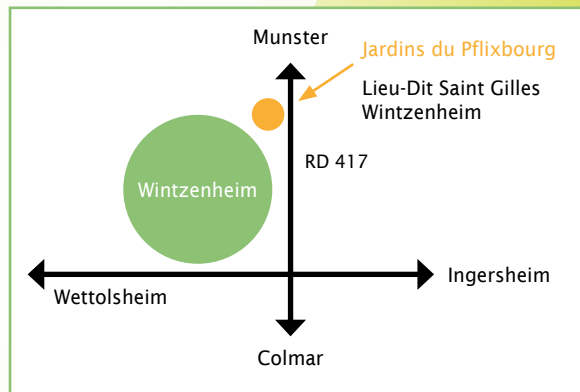 Munster
Jardins du Pflixbourg
Lieu-Dit Saint Gilles
Wintzenheim
RD 417
Wintzenheim
Ingersheim
Wettolsheim
Colmar